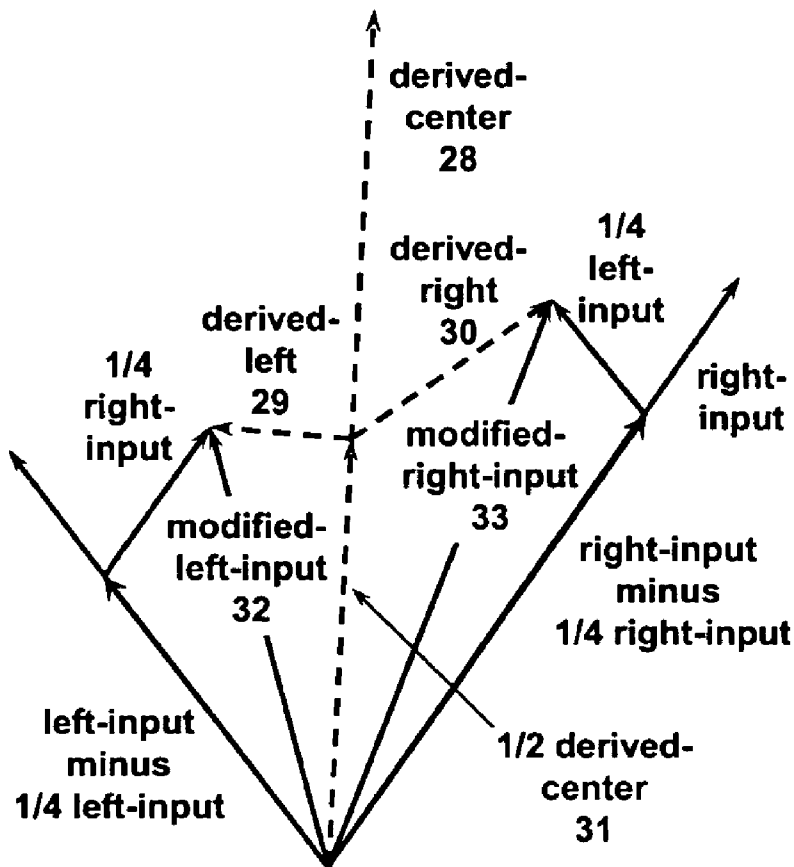 derived-
center
28
1/4
left-
input
derived-
right
30
derived-
left
29
1/4
right-
input
right-
input
modified-
right-input
33
modified-
left-input
32
right-input
minus
1/4 right-input
left-input
minus
1/4 left-input
1/2 derived-
center
31